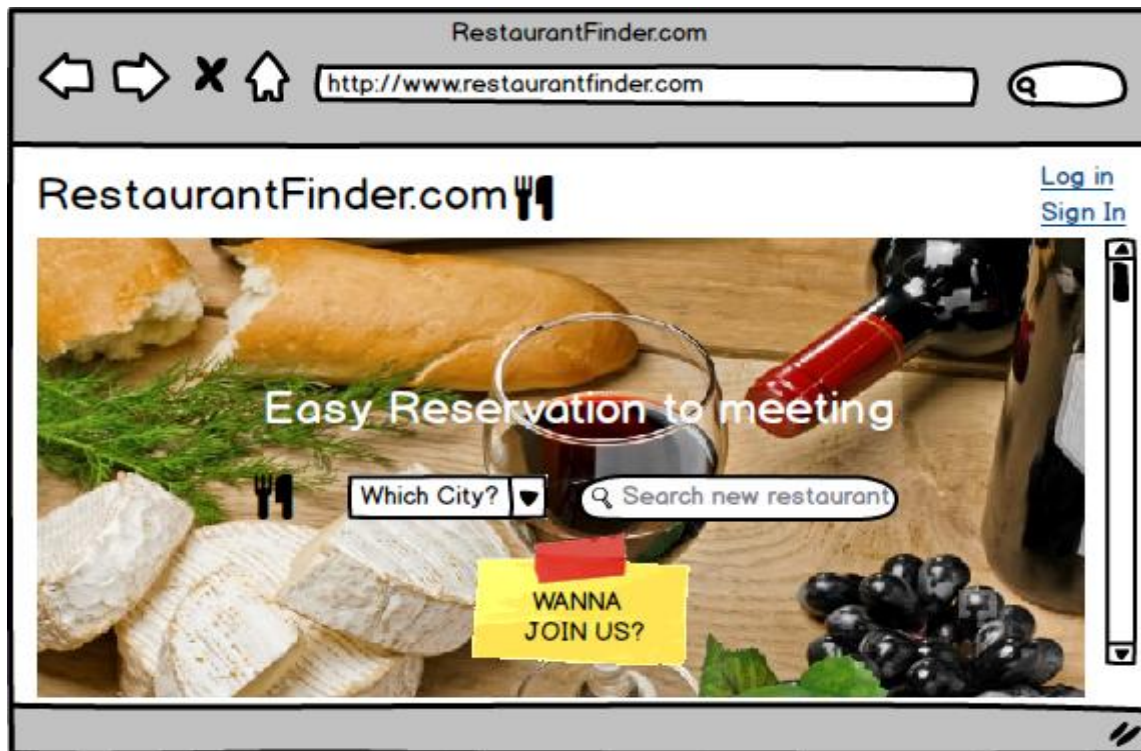 RestaurantFinder.com
http://www.restaurantfinder.com
RestaurantFinder.com
Log in
Sign In
Easy Reservation to meeting
Which City?
Search new restaurant
WANNA
JOIN US?